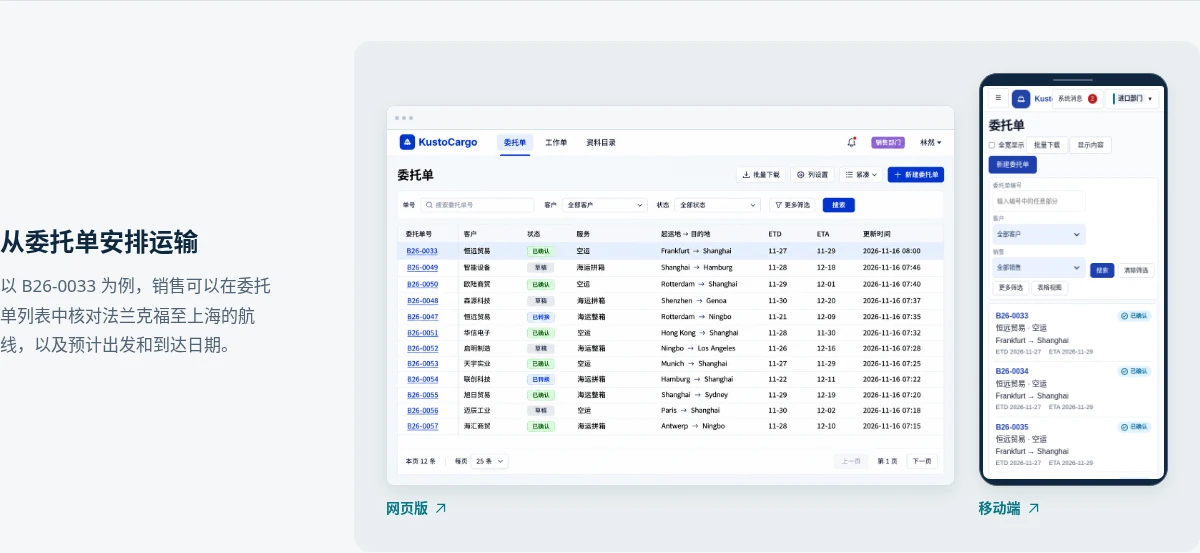 从委托单安排运输
以 B26-0033 为例，销售可以在委托
单列表中核对法兰克福至上海的航
线，以及预计出发和到达日期。
KustoCargo 委托单 工作单 资料目录 销售部门 林然
委托单 批量下载 列设置 紧凑 新建委托单
单号 搜索委托单号 客户 全部客户 状态 全部状态 更多筛选 搜索
委托单号 客户 状态 服务 起运地 → 目的地 ETD ETA 更新时间
B26-0033 恒远贸易 已确认 空运 Frankfurt → Shanghai 11-27 11-29 2026-11-16 08:00
B26-0049 智能设备 草稿 海运拼箱 Shanghai → Hamburg 11-28 12-18 2026-11-16 07:46
B26-0050 欧陆商贸 已确认 空运 Rotterdam → Shanghai 11-29 12-01 2026-11-16 07:40
B26-0048 森源科技 草稿 海运拼箱 Shenzhen → Genoa 11-30 12-20 2026-11-16 07:37
B26-0047 恒远贸易 已转换 海运拼箱 Rotterdam → Ningbo 11-21 12-09 2026-11-16 07:35
B26-0051 华信电子 已确认 空运 Hong Kong → Shanghai 11-28 11-30 2026-11-16 07:32
B26-0052 启明制造 草稿 海运整箱 Ningbo → Los Angeles 11-26 12-16 2026-11-16 07:28
B26-0053 天宇实业 已确认 空运 Munich → Shanghai 11-27 11-29 2026-11-16 07:25
B26-0054 联创科技 已转换 海运拼箱 Hamburg → Shanghai 11-22 12-11 2026-11-16 07:22
B26-0055 旭日贸易 已确认 海运整箱 Shanghai → Sydney 11-29 12-19 2026-11-16 07:20
B26-0056 迈辰工业 草稿 空运 Paris → Shanghai 11-30 12-02 2026-11-16 07:18
B26-0057 海汇商贸 已确认 海运拼箱 Antwerp → Ningbo 11-28 12-10 2026-11-16 07:15
本页 12 条 每页 25 条 上一页 第 1 页 下一页
网页版
Kust 系统消息 2 进口部门
委托单
全宽显示 批量下载 显示内容
新建委托单
委托单编号
输入编号中的任意部分
客户
全部客户
销售
全部销售 搜索 清除筛选
更多筛选 表格视图
B26-0033 已确认
恒远贸易 · 空运
Frankfurt → Shanghai
ETD 2026-11-27 ETA 2026-11-29
B26-0034 已确认
恒远贸易 · 空运
Frankfurt → Shanghai
ETD 2026-11-27 ETA 2026-11-29
B26-0035 已确认
恒远贸易 · 空运
Frankfurt → Shanghai
ETD 2026-11-27 ETA 2026-11-29
移动端